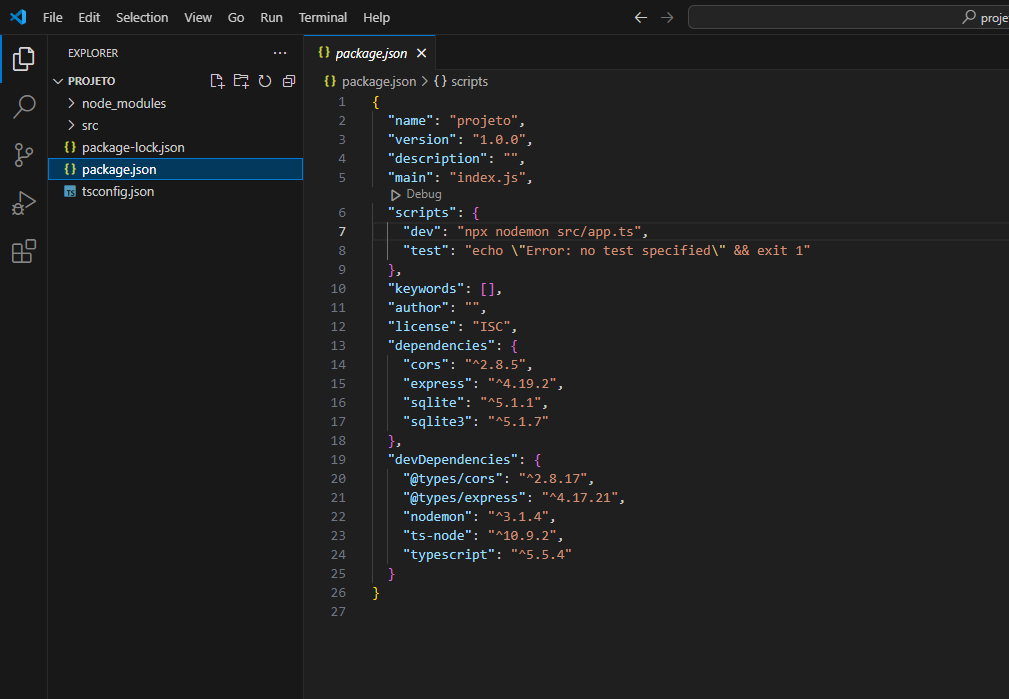 File Edit Selection View Go Run Terminal Help
proje
EXPLORER
PROJETO
node_modules
src
{} package-lock.json
{} package.json
TS tsconfig.json
{} package.json
{} package.json > {} scripts
1 {
2 "name": "projeto",
3 "version": "1.0.0",
4 "description": "",
5 "main": "index.js",
Debug
6 "scripts": {
7 "dev": "npx nodemon src/app.ts",
8 "test": "echo \"Error: no test specified\" && exit 1"
9 },
10 "keywords": [],
11 "author": "",
12 "license": "ISC",
13 "dependencies": {
14 "cors": "^2.8.5",
15 "express": "^4.19.2",
16 "sqlite": "^5.1.1",
17 "sqlite3": "^5.1.7"
18 },
19 "devDependencies": {
20 "@types/cors": "^2.8.17",
21 "@types/express": "^4.17.21",
22 "nodemon": "^3.1.4",
23 "ts-node": "^10.9.2",
24 "typescript": "^5.5.4"
25 }
26 }
27